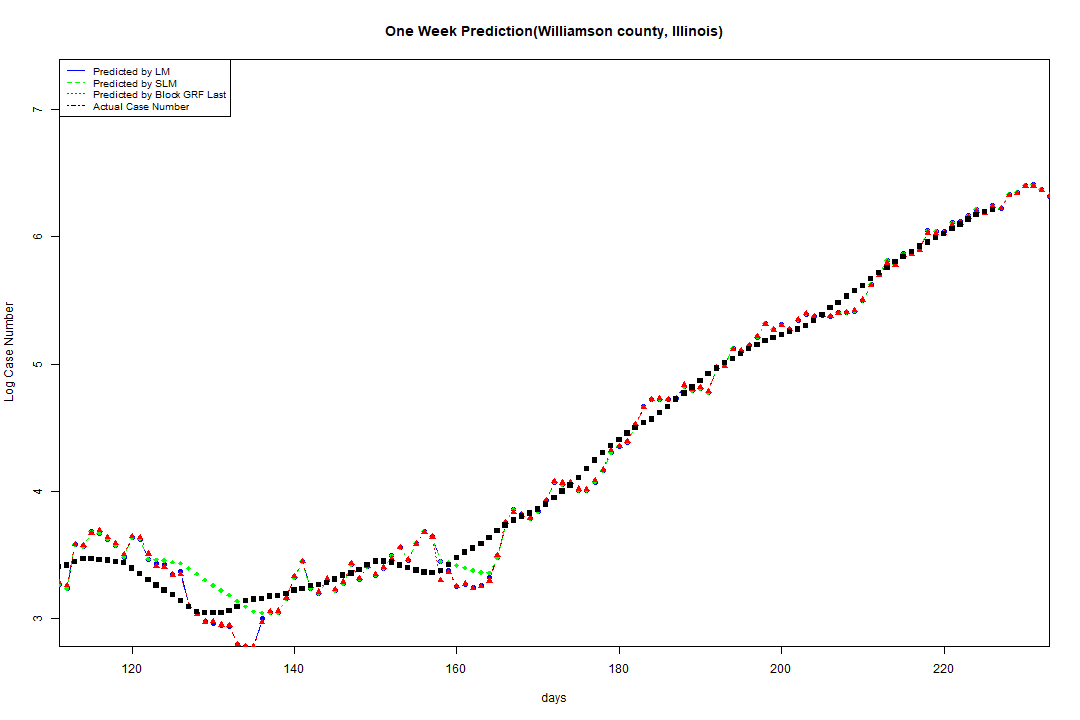 One Week Prediction(Williamson county, Illinois)
Predicted by LM
Predicted by SLM
Predicted by Block GRF Last
Actual Case Number
7
6
5
4
3
Log Case Number
120 140 160 180 200 220
days